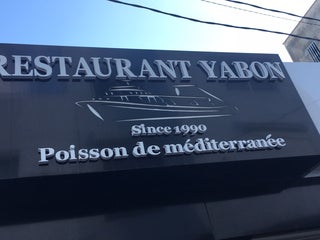 RESTAURANT YABON
Since 1990
Poisson de méditerranée